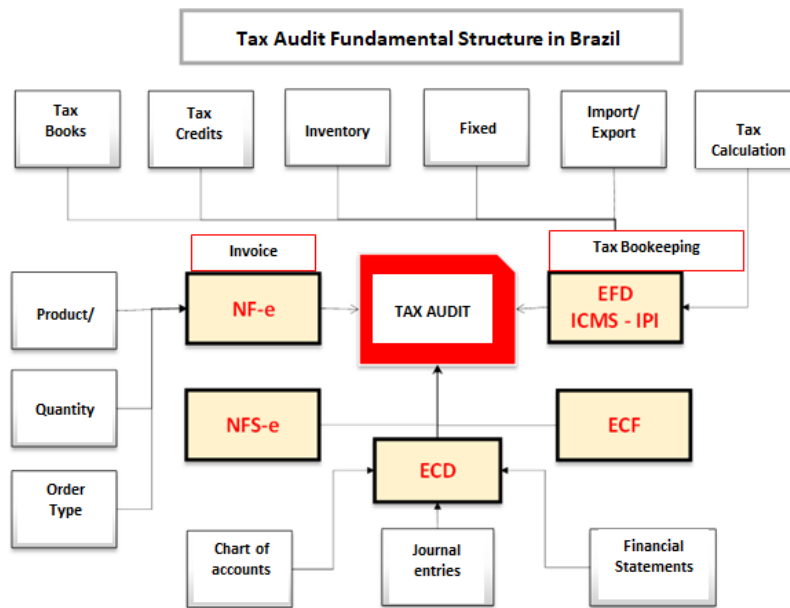 Tax Audit Fundamental Structure in Brazil
Tax
Books
Tax
Credits
Inventory
Fixed
Import/
Export
Tax
Calculation
Invoice
Tax Bookeeping
NF-e
TAX AUDIT
EFD
ICMS - IPI
Product/
Quantity
NFS-e
ECF
ECD
Order
Type
Chart of
accounts
Journal
entries
Financial
Statements